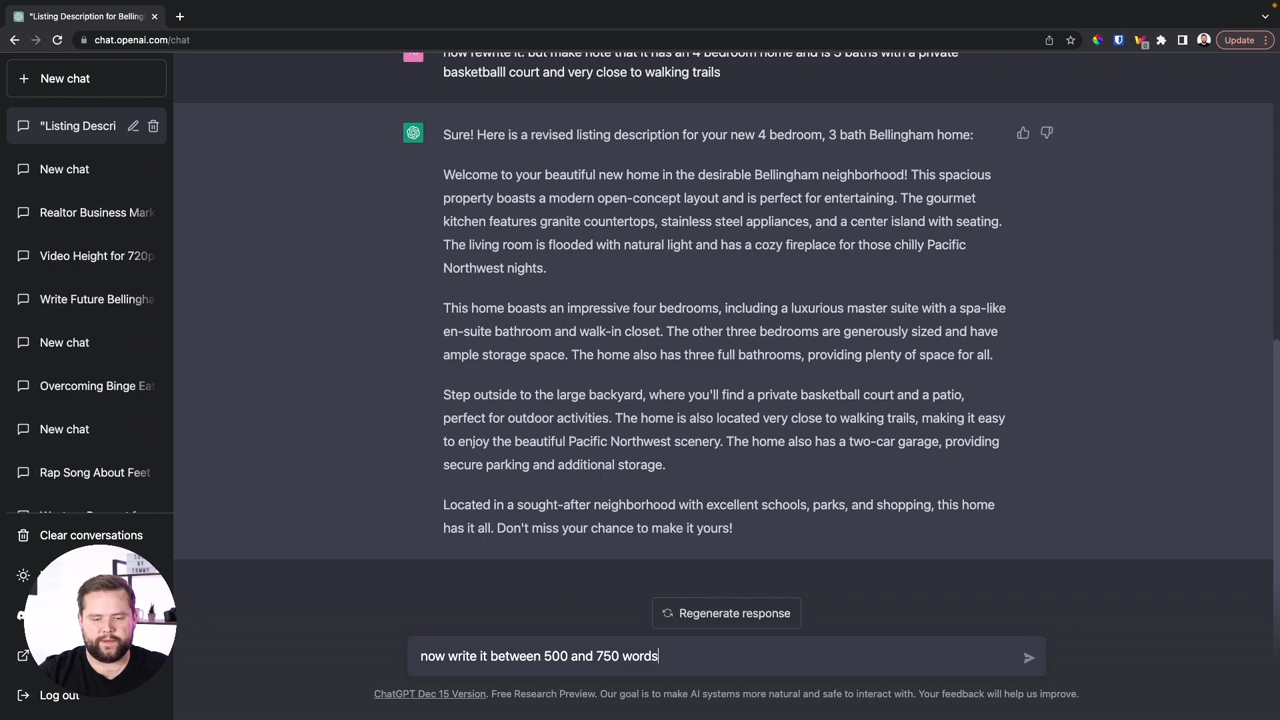 "Listing Description for Belling
chat.openai.com/chat
Update
New chat
"Listing Descri
New chat
Realtor Business Mark
Video Height for 720p
Write Future Bellingha
New chat
Overcoming Binge Eat
New chat
Rap Song About Feet
Clear conversations
Log out
now rewrite it. but make note that it has an 4 bedroom home and is 3 baths with a private
basketballl court and very close to walking trails
Sure! Here is a revised listing description for your new 4 bedroom, 3 bath Bellingham home:
Welcome to your beautiful new home in the desirable Bellingham neighborhood! This spacious
property boasts a modern open-concept layout and is perfect for entertaining. The gourmet
kitchen features granite countertops, stainless steel appliances, and a center island with seating.
The living room is flooded with natural light and has a cozy fireplace for those chilly Pacific
Northwest nights.
This home boasts an impressive four bedrooms, including a luxurious master suite with a spa-like
en-suite bathroom and walk-in closet. The other three bedrooms are generously sized and have
ample storage space. The home also has three full bathrooms, providing plenty of space for all.
Step outside to the large backyard, where you'll find a private basketball court and a patio,
perfect for outdoor activities. The home is also located very close to walking trails, making it easy
to enjoy the beautiful Pacific Northwest scenery. The home also has a two-car garage, providing
secure parking and additional storage.
Located in a sought-after neighborhood with excellent schools, parks, and shopping, this home
has it all. Don't miss your chance to make it yours!
Regenerate response
now write it between 500 and 750 words
ChatGPT Dec 15 Version. Free Research Preview. Our goal is to make AI systems more natural and safe to interact with. Your feedback will help us improve.